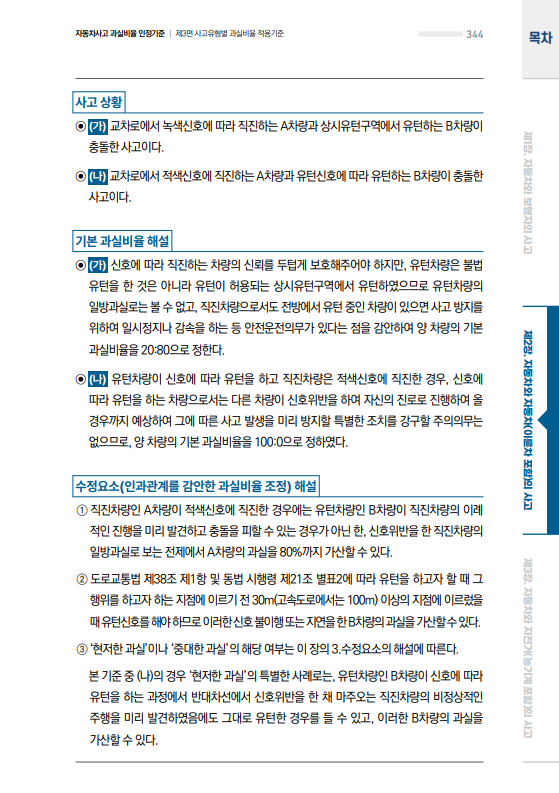 자동차사고 과실비율 인정기준 | 제3편 사고유형별 과실비율 적용기준
344
목차
사고 상황
◉ (가) 교차로에서 녹색신호에 따라 직진하는 A차량과 상시유턴구역에서 유턴하는 B차량이
충돌한 사고이다.
◉ (나) 교차로에서 적색신호에 직진하는 A차량과 유턴신호에 따라 유턴하는 B차량이 충돌한
사고이다.
기본 과실비율 해설
◉ (가) 신호에 따라 직진하는 차량의 신뢰를 두텁게 보호해주어야 하지만, 유턴차량은 불법
유턴을 한 것은 아니라 유턴이 허용되는 상시유턴구역에서 유턴하였으므로 유턴차량의
일방과실로는 볼 수 없고, 직진차량으로서도 전방에서 유턴 중인 차량이 있으면 사고 방지를
위하여 일시정지나 감속을 하는 등 안전운전의무가 있다는 점을 감안하여 양 차량의 기본
과실비율을 20:80으로 정한다.
◉ (나) 유턴차량이 신호에 따라 유턴을 하고 직진차량은 적색신호에 직진한 경우, 신호에
따라 유턴을 하는 차량으로서는 다른 차량이 신호위반을 하여 자신의 진로로 진행하여 올
경우까지 예상하여 그에 따른 사고 발생을 미리 방지할 특별한 조치를 강구할 주의의무는
없으므로, 양 차량의 기본 과실비율을 100:0으로 정하였다.
수정요소(인과관계를 감안한 과실비율 조정) 해설
① 직진차량인 A차량이 적색신호에 직진한 경우에는 유턴차량인 B차량이 직진차량의 이례
적인 진행을 미리 발견하고 충돌을 피할 수 있는 경우가 아닌 한, 신호위반을 한 직진차량의
일방과실로 보는 전제에서 A차량의 과실을 80%까지 가산할 수 있다.
② 도로교통법 제38조 제1항 및 동법 시행령 제21조 별표2에 따라 유턴을 하고자 할 때 그
행위를 하고자 하는 지점에 이르기 전 30m(고속도로에서는 100m) 이상의 지점에 이르렀을
때 유턴신호를 해야 하므로 이러한 신호 불이행 또는 지연을 한 B차량의 과실을 가산할 수 있다.
③ '현저한 과실'이나 '중대한 과실'의 해당 여부는 이 장의 3.수정요소의 해설에 따른다.
본 기준 중 (나)의 경우 '현저한 과실'의 특별한 사례로는, 유턴차량인 B차량이 신호에 따라
유턴을 하는 과정에서 반대차선에서 신호위반을 한 채 마주오는 직진차량의 비정상적인
주행을 미리 발견하였음에도 그대로 유턴한 경우를 들 수 있고, 이러한 B차량의 과실을
가산할 수 있다.
제1장. 자동차와 보행자의 사고
제2장. 자동차와 자동차(이륜차 포함)의 사고
제3장. 자동차와 자전거(농기계 포함)의 사고